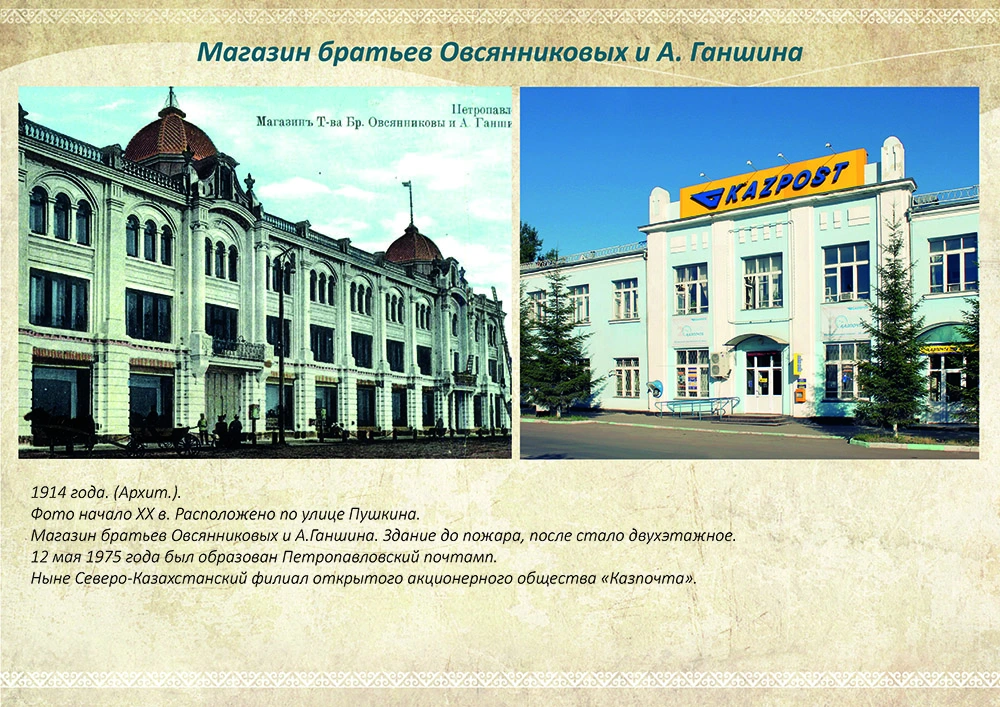 Магазин братьев Овсянниковых и А. Ганшина
Петропавл
Магазинъ Т-ва Бр. Овсянниковы и А. Ганши
KAZPOST
1914 года. (Архит.).
Фото начало XX в. Расположено по улице Пушкина.
Магазин братьев Овсянниковых и А.Ганшина. Здание до пожара, после стало двухэтажное.
12 мая 1975 года был образован Петропавловский почтамп.
Ныне Северо-Казахстанский филиал открытого акционерного общества «Казпочта».